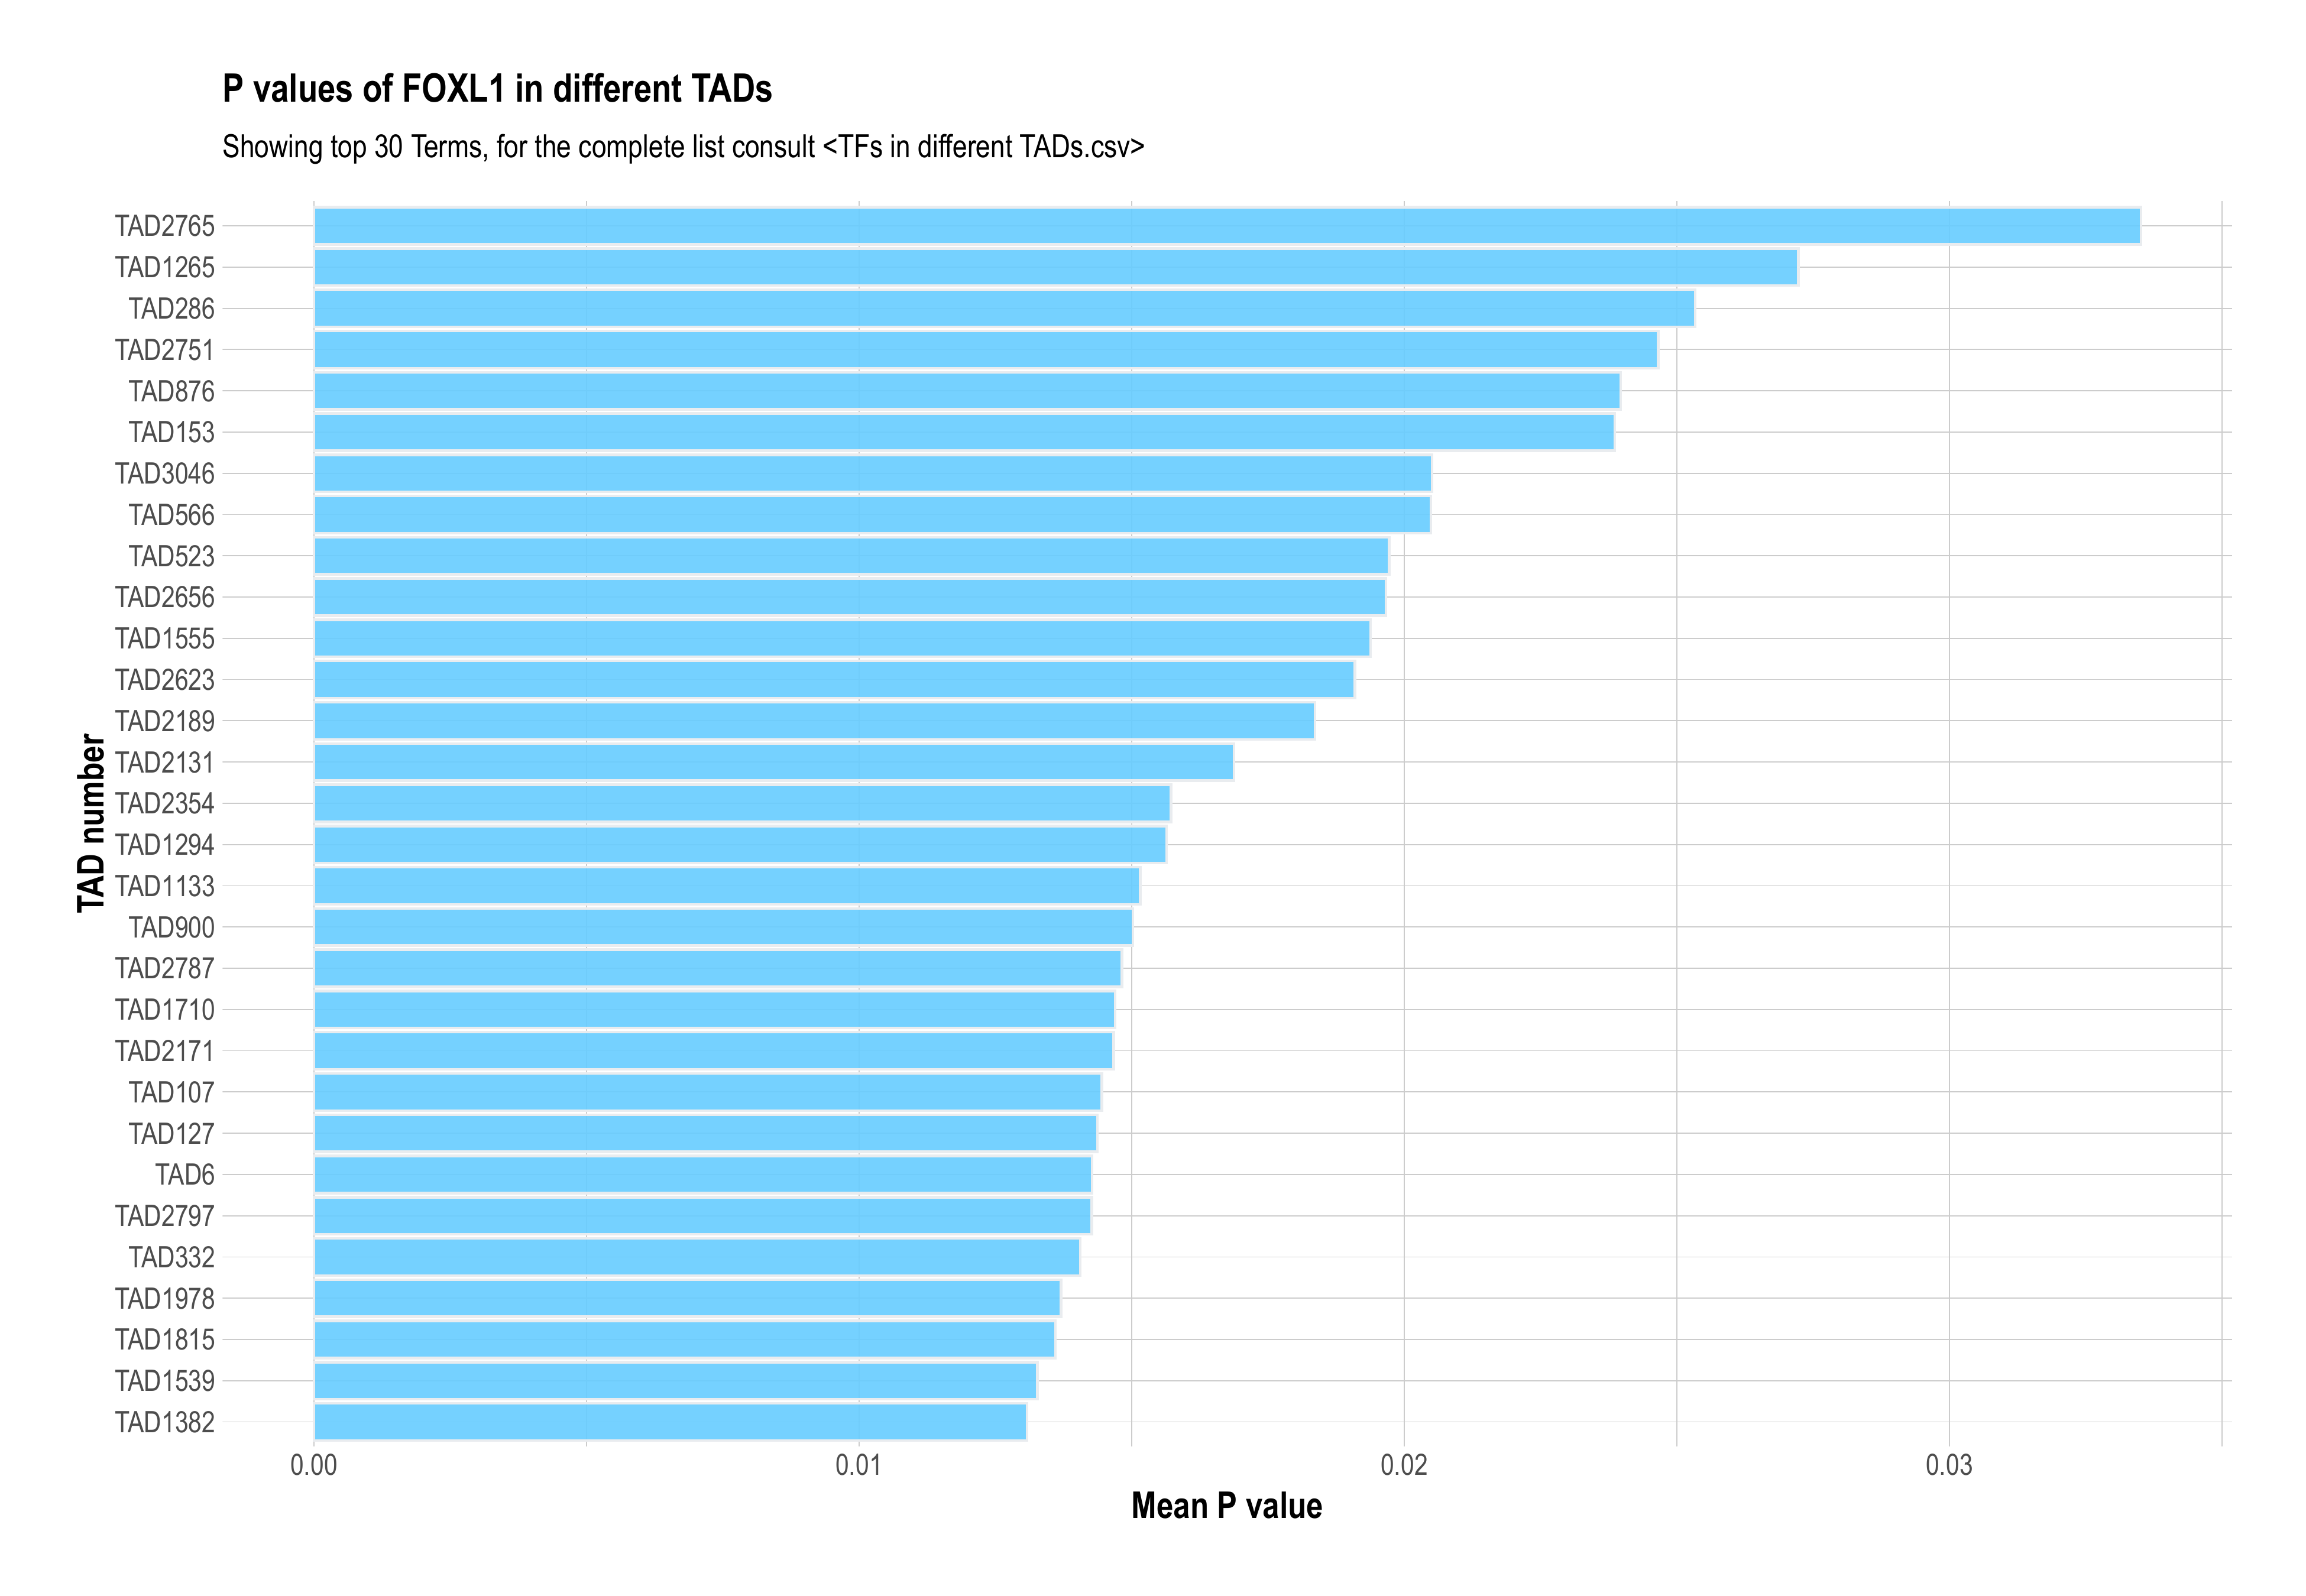 P values of FOXL1 in different TADs
Showing top 30 Terms, for the complete list consult <TFs in different TADs.csv>
TAD number
TAD2765
TAD1265
TAD286
TAD2751
TAD876
TAD153
TAD3046
TAD566
TAD523
TAD2656
TAD1555
TAD2623
TAD2189
TAD2131
TAD2354
TAD1294
TAD1133
TAD900
TAD2787
TAD1710
TAD2171
TAD107
TAD127
TAD6
TAD2797
TAD332
TAD1978
TAD1815
TAD1539
TAD1382
0.00 0.01 0.02 0.03
Mean P value